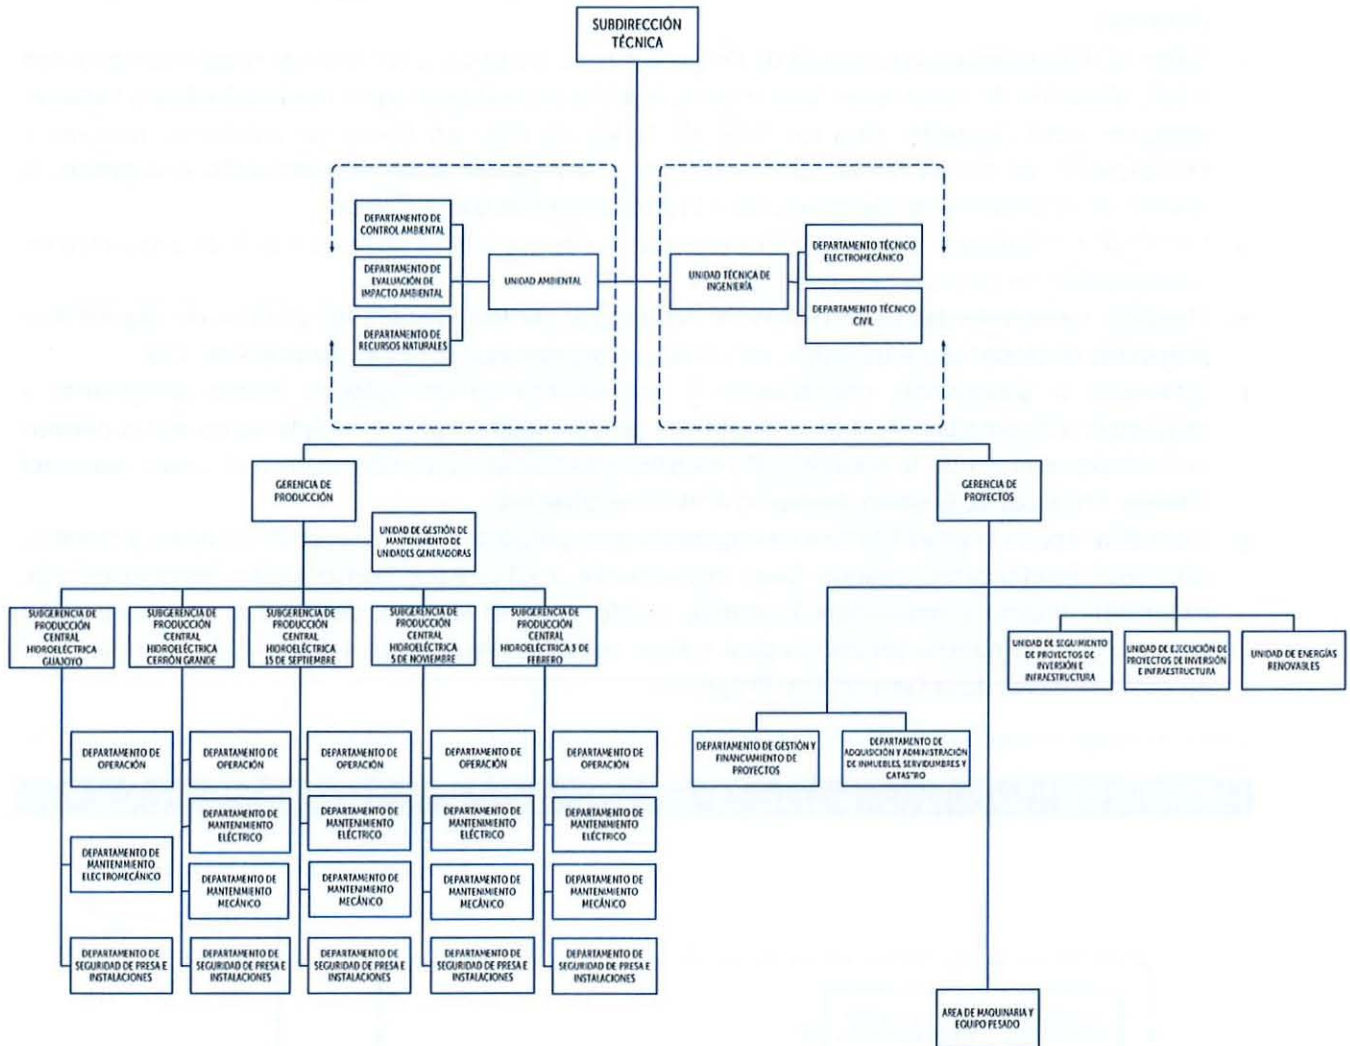 SUBDIRECCIÓN
TÉCNICA
DEPARTAMENTO DE
CONTROL AMBIENTAL
DEPARTAMENTO DE
EVALUACIÓN DE
IMPACTO AMBIENTAL
DEPARTAMENTO
DE RECURSOS NATURALES
UNIDAD AMBIENTAL
UNIDAD TÉCNICA DE
INGENIERÍA
DEPARTAMENTO TÉCNICO
ELECTROMECÁNICO
DEPARTAMENTO TÉCNICO
CIVIL
GERENCIA DE
PRODUCCIÓN
GERENCIA DE
PROYECTOS
UNIDAD DE GESTIÓN DE
MANTENIMIENTO DE
UNIDADES GENERADORAS
SUBGERENCIA DE
PRODUCCIÓN
CENTRAL
HIDROELÉCTRICA
GUAJOYO
SUBGERENCIA DE
PRODUCCIÓN
CENTRAL
HIDROELÉCTRICA
CERRÓN GRANDE
SUBGERENCIA DE
PRODUCCIÓN
CENTRAL
HIDROELÉCTRICA
15 DE SEPTIEMBRE
SUBGERENCIA DE
PRODUCCIÓN
CENTRAL
HIDROELÉCTRICA
5 DE NOVIEMBRE
SUBGERENCIA DE
PRODUCCIÓN
CENTRAL
HIDROELÉCTRICA 3 DE
FEBRERO
UNIDAD DE SEGUIMIENTO
DE PROYECTOS DE
INVERSIÓN E
INFRAESTRUCTURA
UNIDAD DE EJECUCIÓN DE
PROYECTOS DE INVERSIÓN
E INFRAESTRUCTURA
UNIDAD DE ENERGÍAS
RENOVABLES
DEPARTAMENTO DE GESTIÓN Y
FINANCIAMIENTO DE
PROYECTOS
DEPARTAMENTO DE
ADQUISICIÓN Y ADMINISTRACIÓN
DE INMUEBLES, SERVIDUMBRES Y
CATASTRO
DEPARTAMENTO DE
OPERACIÓN
DEPARTAMENTO DE
OPERACIÓN
DEPARTAMENTO DE
OPERACIÓN
DEPARTAMENTO DE
OPERACIÓN
DEPARTAMENTO DE
OPERACIÓN
DEPARTAMENTO DE
MANTENIMIENTO
ELECTROMECÁNICO
DEPARTAMENTO DE
MANTENIMIENTO
ELÉCTRICO
DEPARTAMENTO DE
MANTENIMIENTO
ELÉCTRICO
DEPARTAMENTO DE
MANTENIMIENTO
ELÉCTRICO
DEPARTAMENTO DE
MANTENIMIENTO
ELÉCTRICO
DEPARTAMENTO DE
MANTENIMIENTO
MECÁNICO
DEPARTAMENTO DE
MANTENIMIENTO
MECÁNICO
DEPARTAMENTO DE
MANTENIMIENTO
MECÁNICO
DEPARTAMENTO DE
MANTENIMIENTO
MECÁNICO
DEPARTAMENTO DE
SEGURIDAD DE PRESA E
INSTALACIONES
DEPARTAMENTO DE
SEGURIDAD DE PRESA E
INSTALACIONES
DEPARTAMENTO DE
SEGURIDAD DE PRESA E
INSTALACIONES
DEPARTAMENTO DE
SEGURIDAD DE PRESA E
INSTALACIONES
DEPARTAMENTO DE
SEGURIDAD DE PRESA E
INSTALACIONES
AREA DE MAQUINARIA Y
EQUIPO PESADO